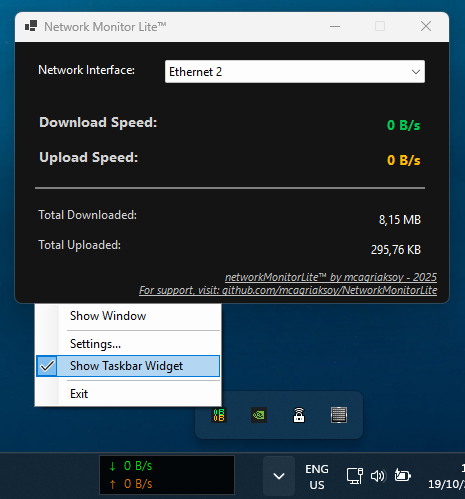 Network Monitor Lite™
Network Interface:
Ethernet 2
Download Speed:
0 B/s
Upload Speed:
0 B/s
Total Downloaded:
8,15 MB
Total Uploaded:
295,76 KB
networkMonitorLite™ by mcagriaksoy - 2025
For support, visit: github.com/mcagriaksoy/NetworkMonitorLite
Show Window
Settings...
Show Taskbar Widget
Exit
↓ 0 B/s
↑ 0 B/s
ENG
US
1
19/10/